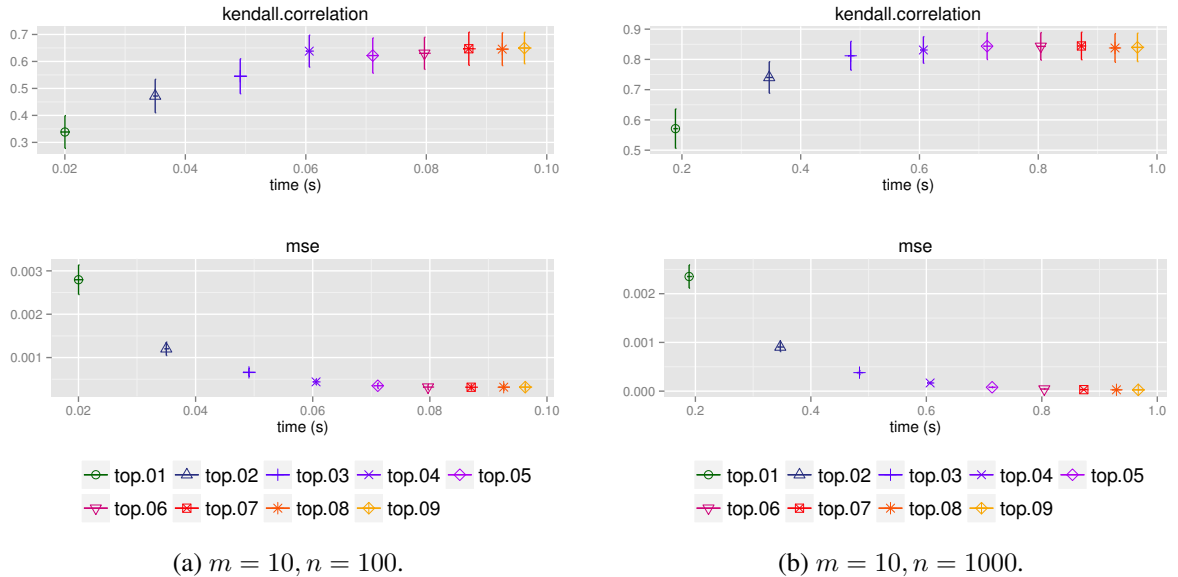 kendall.correlation
0.7
0.6
0.5
0.4
0.3
0.02
0.04
0.06
0.08
0.10
time (s)
mse
0.003
0.002
0.001
0.02
0.04
0.06
0.08
0.10
time (s)
top.01 top.02 top.03 top.04 top.05
top.06 top.07 top.08 top.09
(a) m = 10, n = 100.
kendall.correlation
0.9
0.8
0.7
0.6
0.5
0.2
0.4
0.6
0.8
1.0
time (s)
mse
0.002
0.001
0.000
0.2
0.4
0.6
0.8
1.0
time (s)
top.01 top.02 top.03 top.04 top.05
top.06 top.07 top.08 top.09
(b) m = 10, n = 1000.